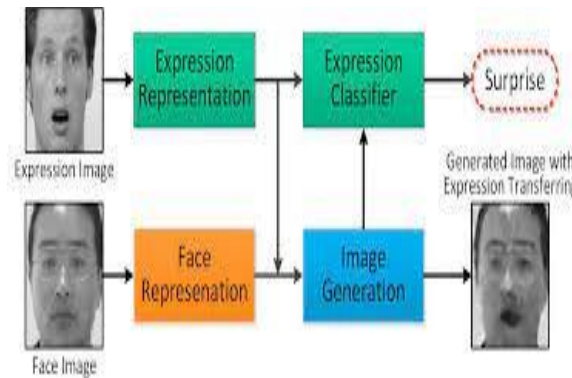 Expression
Representation
Expression
Classifier
Surprise
Expression Image
Generated Image with
Expression Transferring
Face
Represenation
Image
Generation
Face Image